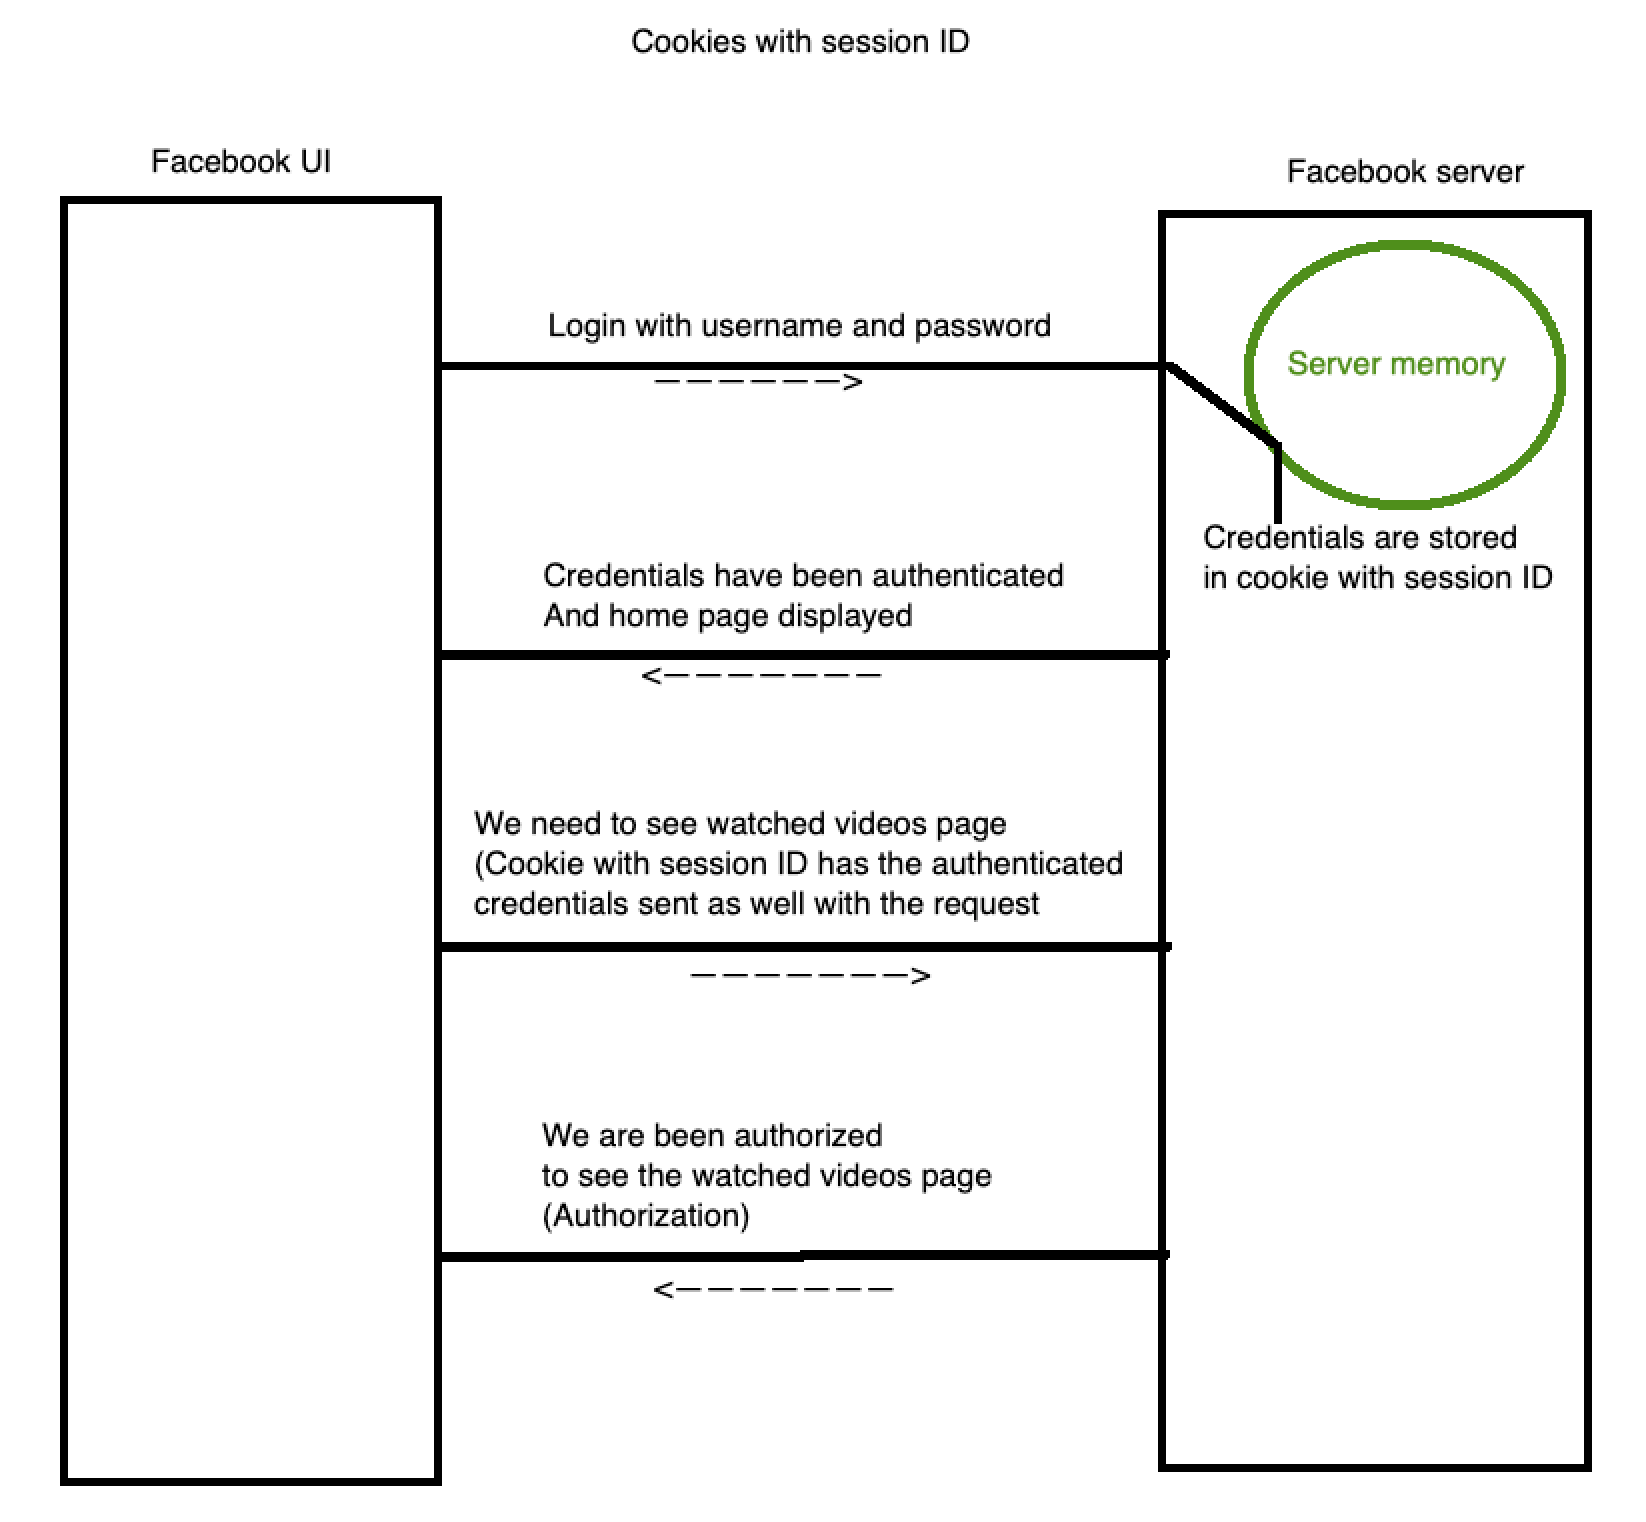 Cookies with session ID
Facebook UI
Facebook server
Login with username and password
——————>
Server memory
Credentials are stored
in cookie with session ID
Credentials have been authenticated
And home page displayed
<———————
We need to see watched videos page
(Cookie with session ID has the authenticated
credentials sent as well with the request
———————>
We are been authorized
to see the watched videos page
(Authorization)
<———————